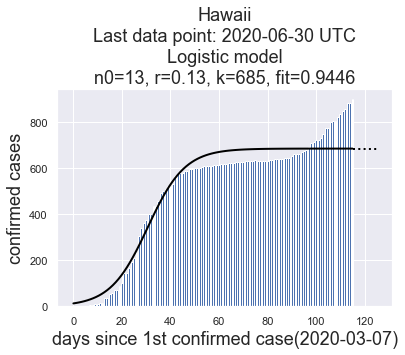 Hawaii
Last data point: 2020-06-30 UTC
Logistic model
n0=13, r=0.13, k=685, fit=0.9446
confirmed cases
800
600
400
200
0
0 20 40 60 80 100 120
days since 1st confirmed case(2020-03-07)